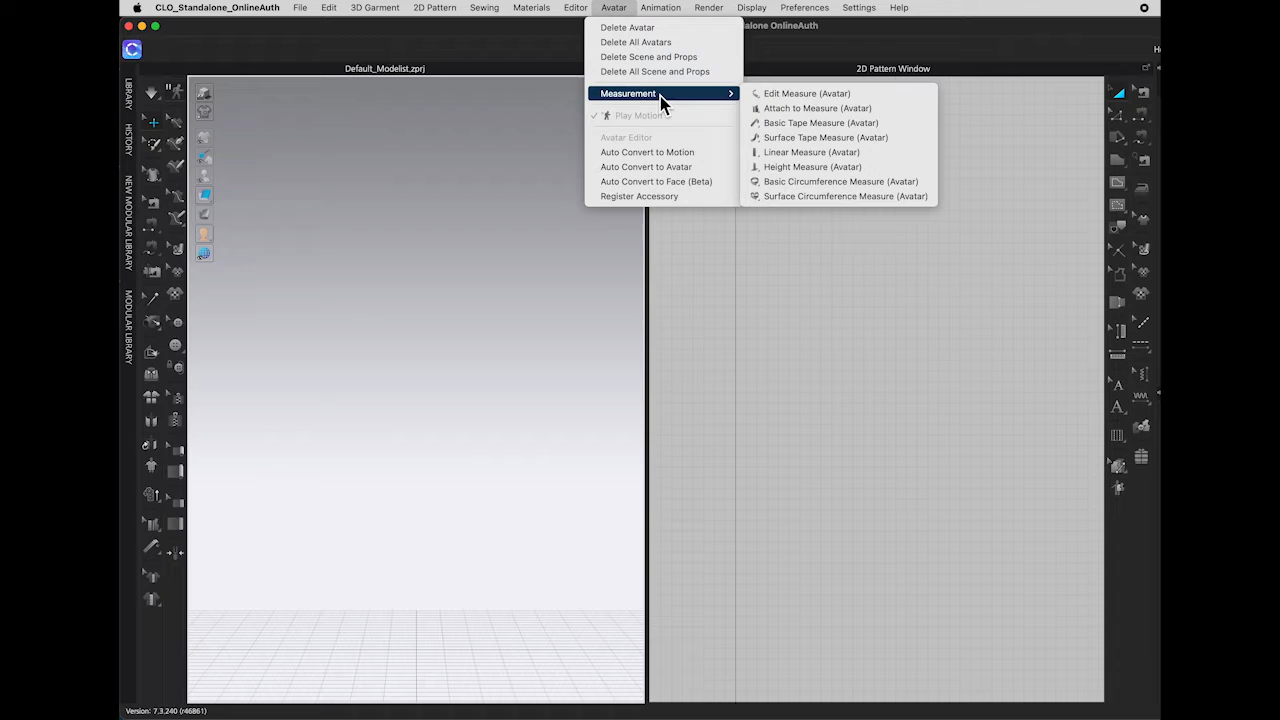 CLO_Standalone_OnlineAuth File Edit 3D Garment 2D Pattern Sewing Materials Editor Avatar Animation Render Display Preferences Settings Help
alone OnlineAuth
Default_Modelist.zprj
2D Pattern Window
Delete Avatar
Delete All Avatars
Delete Scene and Props
Delete All Scene and Props
Measurement
Play Motion
Avatar Editor
Auto Convert to Motion
Auto Convert to Avatar
Auto Convert to Face (Beta)
Register Accessory
Edit Measure (Avatar)
Attach to Measure (Avatar)
Basic Tape Measure (Avatar)
Surface Tape Measure (Avatar)
Linear Measure (Avatar)
Height Measure (Avatar)
Basic Circumference Measure (Avatar)
Surface Circumference Measure (Avatar)
LIBRARY
HISTORY
NEW MODULAR LIBRARY
MODULAR LIBRARY
Version: 7.3.240 (r46861)